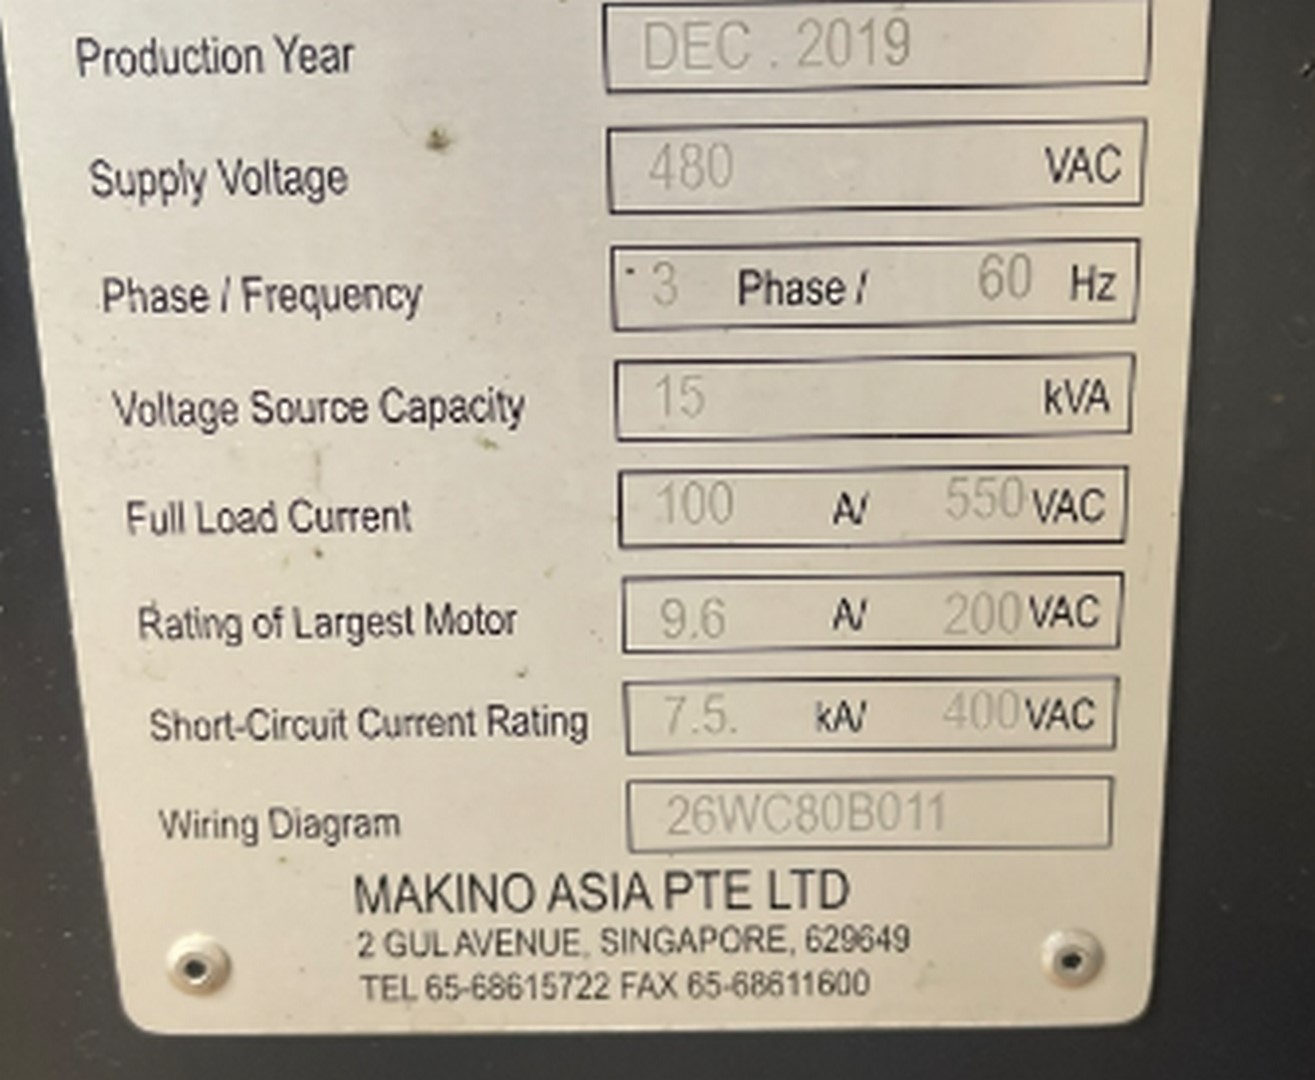 Production Year DEC . 2019
Supply Voltage 480 VAC
Phase / Frequency 3 Phase / 60 Hz
Voltage Source Capacity 15 kVA
Full Load Current 100 A/ 550 VAC
Rating of Largest Motor 9.6 A/ 200 VAC
Short-Circuit Current Rating 7.5. kA/ 400 VAC
Wiring Diagram 26WC80B011
MAKINO ASIA PTE LTD
2 GUL AVENUE, SINGAPORE, 629649
TEL 65-68615722 FAX 65-68611600